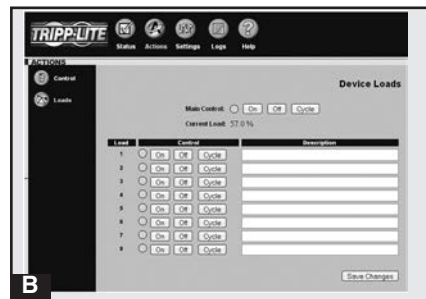 TRIPP-LITE
Status Actions Settings Logs Help
ACTIONS
Control
Loads
Device Loads
Main Control: On Off Cycle
Current Load: 57.0 %
Load Control Description
1 On Off Cycle
2 On Off Cycle
3 On Off Cycle
4 On Off Cycle
5 On Off Cycle
6 On Off Cycle
7 On Off Cycle
8 On Off Cycle
Save Changes
B